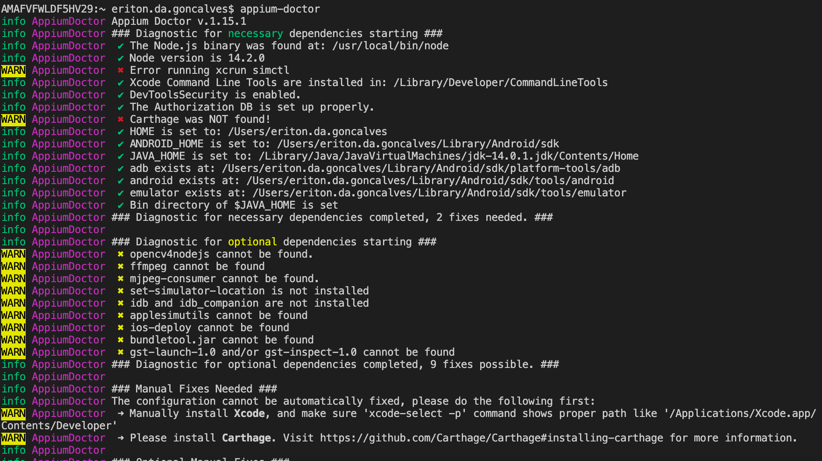 AMAFVFWLDF5HV29:~ eriton.da.goncalves$ appium-doctor
info AppiumDoctor Appium Doctor v.1.15.1
info AppiumDoctor ### Diagnostic for necessary dependencies starting ###
info AppiumDoctor  ✔ The Node.js binary was found at: /usr/local/bin/node
info AppiumDoctor  ✔ Node version is 14.2.0
WARN AppiumDoctor  ✖ Error running xcrun simctl
info AppiumDoctor  ✔ Xcode Command Line Tools are installed in: /Library/Developer/CommandLineTools
info AppiumDoctor  ✔ DevToolsSecurity is enabled.
info AppiumDoctor  ✔ The Authorization DB is set up properly.
WARN AppiumDoctor  ✖ Carthage was NOT found!
info AppiumDoctor  ✔ HOME is set to: /Users/eriton.da.goncalves
info AppiumDoctor  ✔ ANDROID_HOME is set to: /Users/eriton.da.goncalves/Library/Android/sdk
info AppiumDoctor  ✔ JAVA_HOME is set to: /Library/Java/JavaVirtualMachines/jdk-14.0.1.jdk/Contents/Home
info AppiumDoctor  ✔ adb exists at: /Users/eriton.da.goncalves/Library/Android/sdk/platform-tools/adb
info AppiumDoctor  ✔ android exists at: /Users/eriton.da.goncalves/Library/Android/sdk/tools/android
info AppiumDoctor  ✔ emulator exists at: /Users/eriton.da.goncalves/Library/Android/sdk/tools/emulator
info AppiumDoctor  ✔ Bin directory of $JAVA_HOME is set
info AppiumDoctor ### Diagnostic for necessary dependencies completed, 2 fixes needed. ###
info AppiumDoctor
info AppiumDoctor ### Diagnostic for optional dependencies starting ###
WARN AppiumDoctor  ✖ opencv4nodejs cannot be found.
WARN AppiumDoctor  ✖ ffmpeg cannot be found
WARN AppiumDoctor  ✖ mjpeg-consumer cannot be found.
WARN AppiumDoctor  ✖ set-simulator-location is not installed
WARN AppiumDoctor  ✖ idb and idb_companion are not installed
WARN AppiumDoctor  ✖ applesimutils cannot be found
WARN AppiumDoctor  ✖ ios-deploy cannot be found
WARN AppiumDoctor  ✖ bundletool.jar cannot be found
WARN AppiumDoctor  ✖ gst-launch-1.0 and/or gst-inspect-1.0 cannot be found
info AppiumDoctor ### Diagnostic for optional dependencies completed, 9 fixes possible. ###
info AppiumDoctor
info AppiumDoctor ### Manual Fixes Needed ###
info AppiumDoctor The configuration cannot be automatically fixed, please do the following first:
WARN AppiumDoctor  ➜ Manually install Xcode, and make sure 'xcode-select -p' command shows proper path like '/Applications/Xcode.app/
Contents/Developer'
WARN AppiumDoctor  ➜ Please install Carthage. Visit https://github.com/Carthage/Carthage#installing-carthage for more information.
info AppiumDoctor
info AppiumDoctor ### Optional Manual Fixes ###